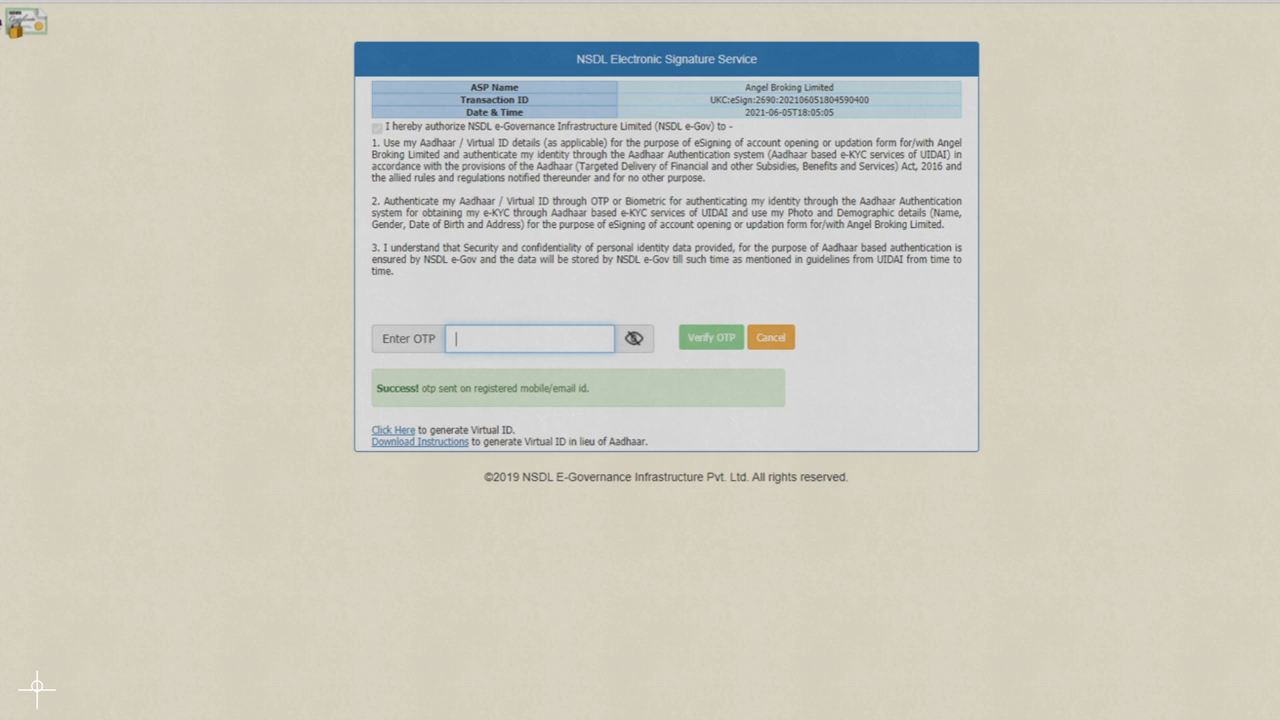 NSDL Electronic Signature Service
ASP Name Angel Broking Limited
Transaction ID UKC:eSign:2690:202106051804590400
Date & Time 2021-06-05T18:05:05
I hereby authorize NSDL e-Governance Infrastructure Limited (NSDL e-Gov) to -
1. Use my Aadhaar / Virtual ID details (as applicable) for the purpose of eSigning of account opening or updation form for/with Angel
Broking Limited and authenticate my identity through the Aadhaar Authentication system (Aadhaar based e-KYC services of UIDAI) in
accordance with the provisions of the Aadhaar (Targeted Delivery of Financial and other Subsidies, Benefits and Services) Act, 2016 and
the allied rules and regulations notified thereunder and for no other purpose.
2. Authenticate my Aadhaar / Virtual ID through OTP or Biometric for authenticating my identity through the Aadhaar Authentication
system for obtaining my e-KYC through Aadhaar based e-KYC services of UIDAI and use my Photo and Demographic details (Name,
Gender, Date of Birth and Address) for the purpose of eSigning of account opening or updation form for/with Angel Broking Limited.
3. I understand that Security and confidentiality of personal identity data provided, for the purpose of Aadhaar based authentication is
ensured by NSDL e-Gov and the data will be stored by NSDL e-Gov till such time as mentioned in guidelines from UIDAI from time to
time.
Enter OTP Verify OTP Cancel
Success! otp sent on registered mobile/email id.
Click Here to generate Virtual ID.
Download Instructions to generate Virtual ID in lieu of Aadhaar.
©2019 NSDL E-Governance Infrastructure Pvt. Ltd. All rights reserved.